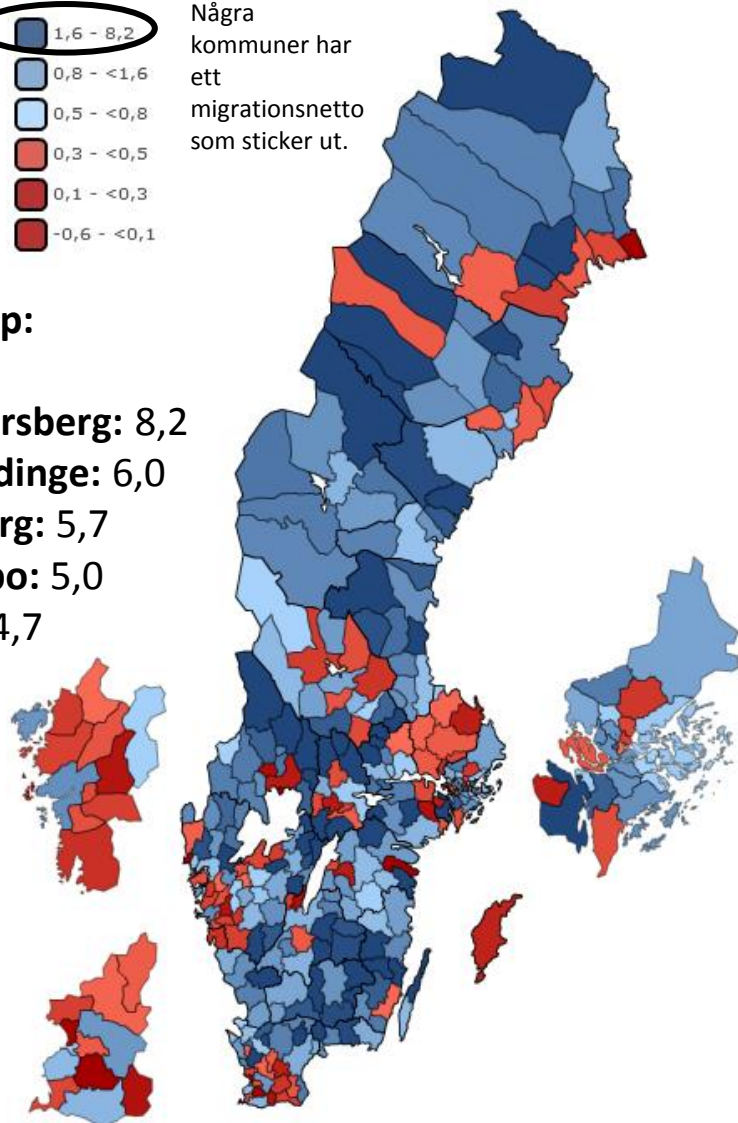 1,6 - 8,2
0,8 - <1,6
0,5 - <0,8
0,3 - <0,5
0,1 - <0,3
-0,6 - <0,1
Några
kommuner har
ett
migrationsnetto
som sticker ut.
p:
rsberg: 8,2
dinge: 6,0
rg: 5,7
oo: 5,0
4,7